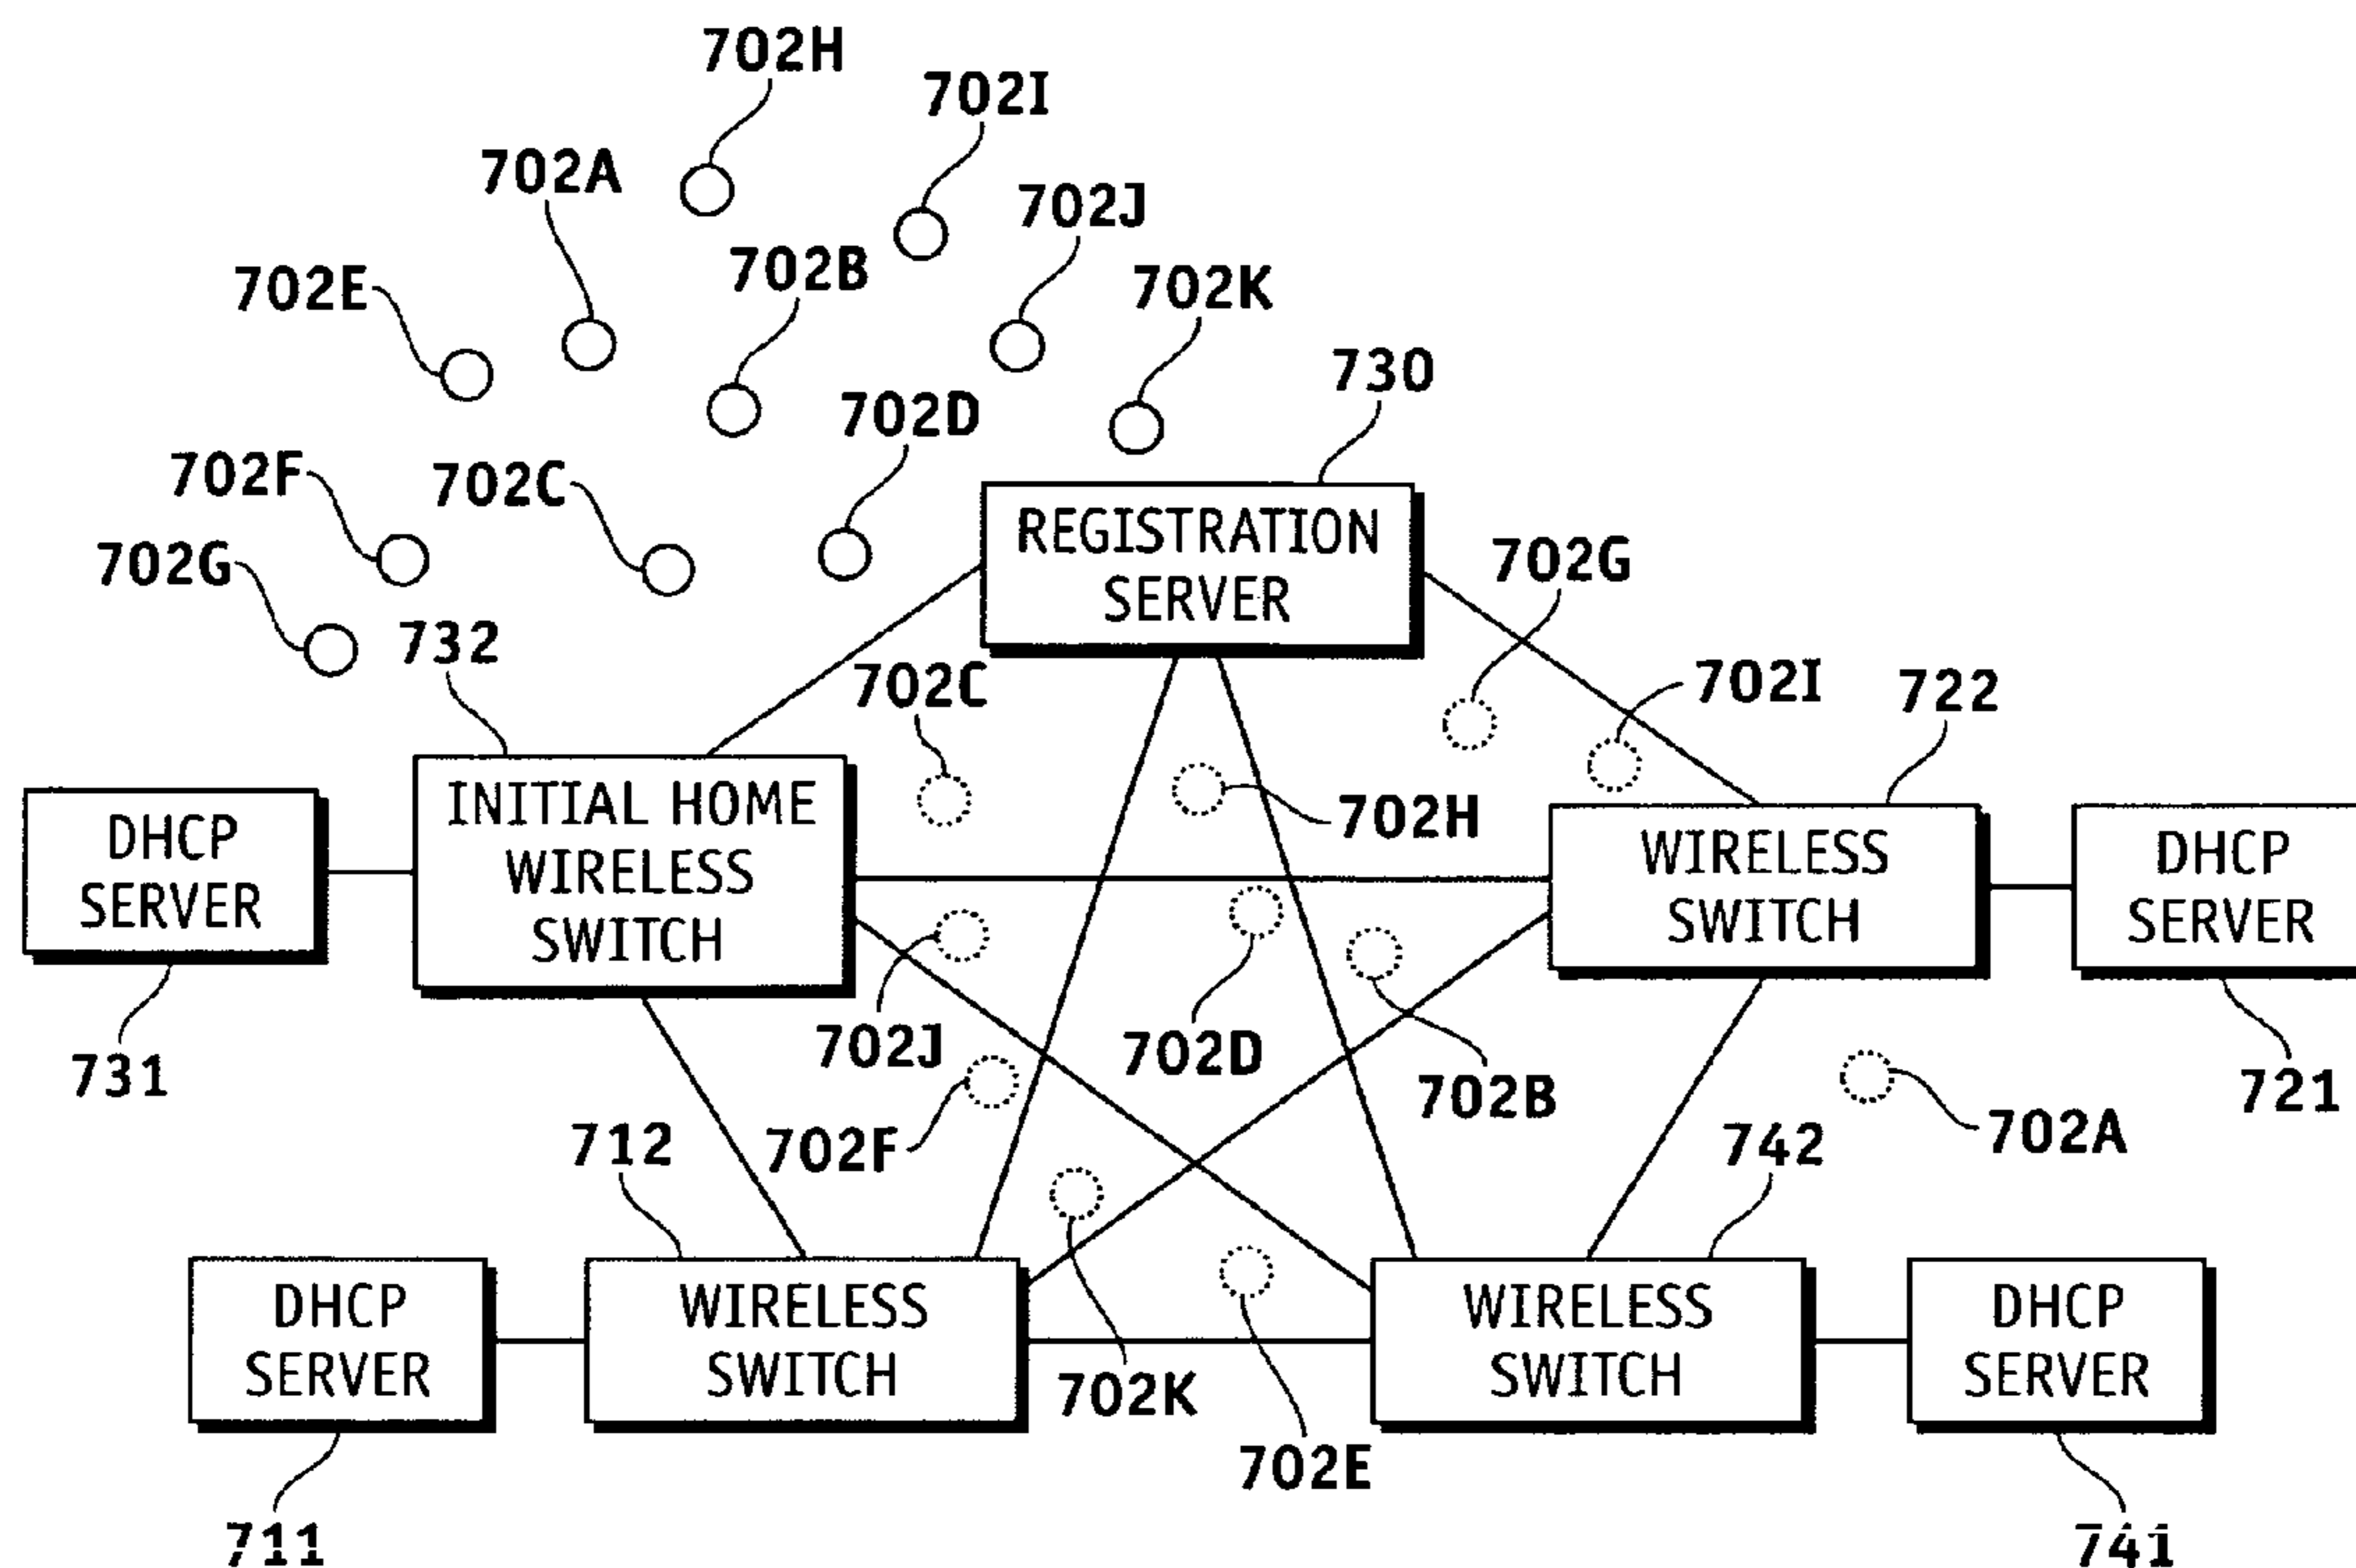 702H
702I
702A
702J
702B
702K
702E
730
702D
702F
702C
REGISTRATION
SERVER
702G
702G
732
702C
702I
722
INITIAL HOME
WIRELESS
SWITCH
DHCP
SERVER
702H
WIRELESS
SWITCH
DHCP
SERVER
731
702J
702D
702B
721
702A
712
702F
742
DHCP
SERVER
WIRELESS
SWITCH
WIRELESS
SWITCH
DHCP
SERVER
702K
702E
711
741